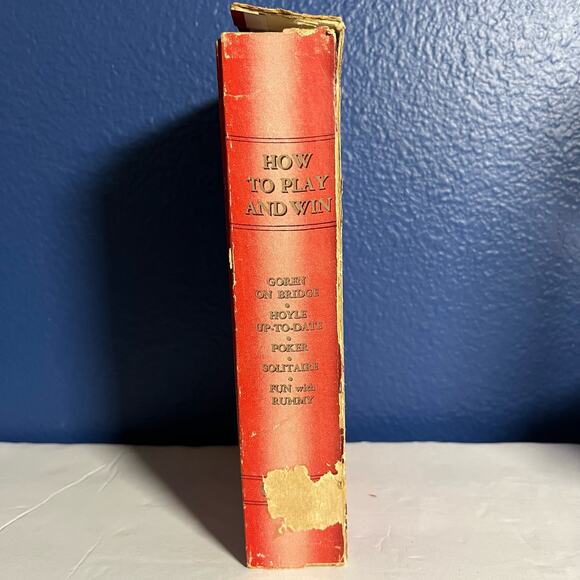 HOW
TO PLAY
AND WIN
GOREN
ON BRIDGE
•
HOYLE
UP-TO-DATE
•
POKER
•
SOLITAIRE
•
FUN with
RUMMY